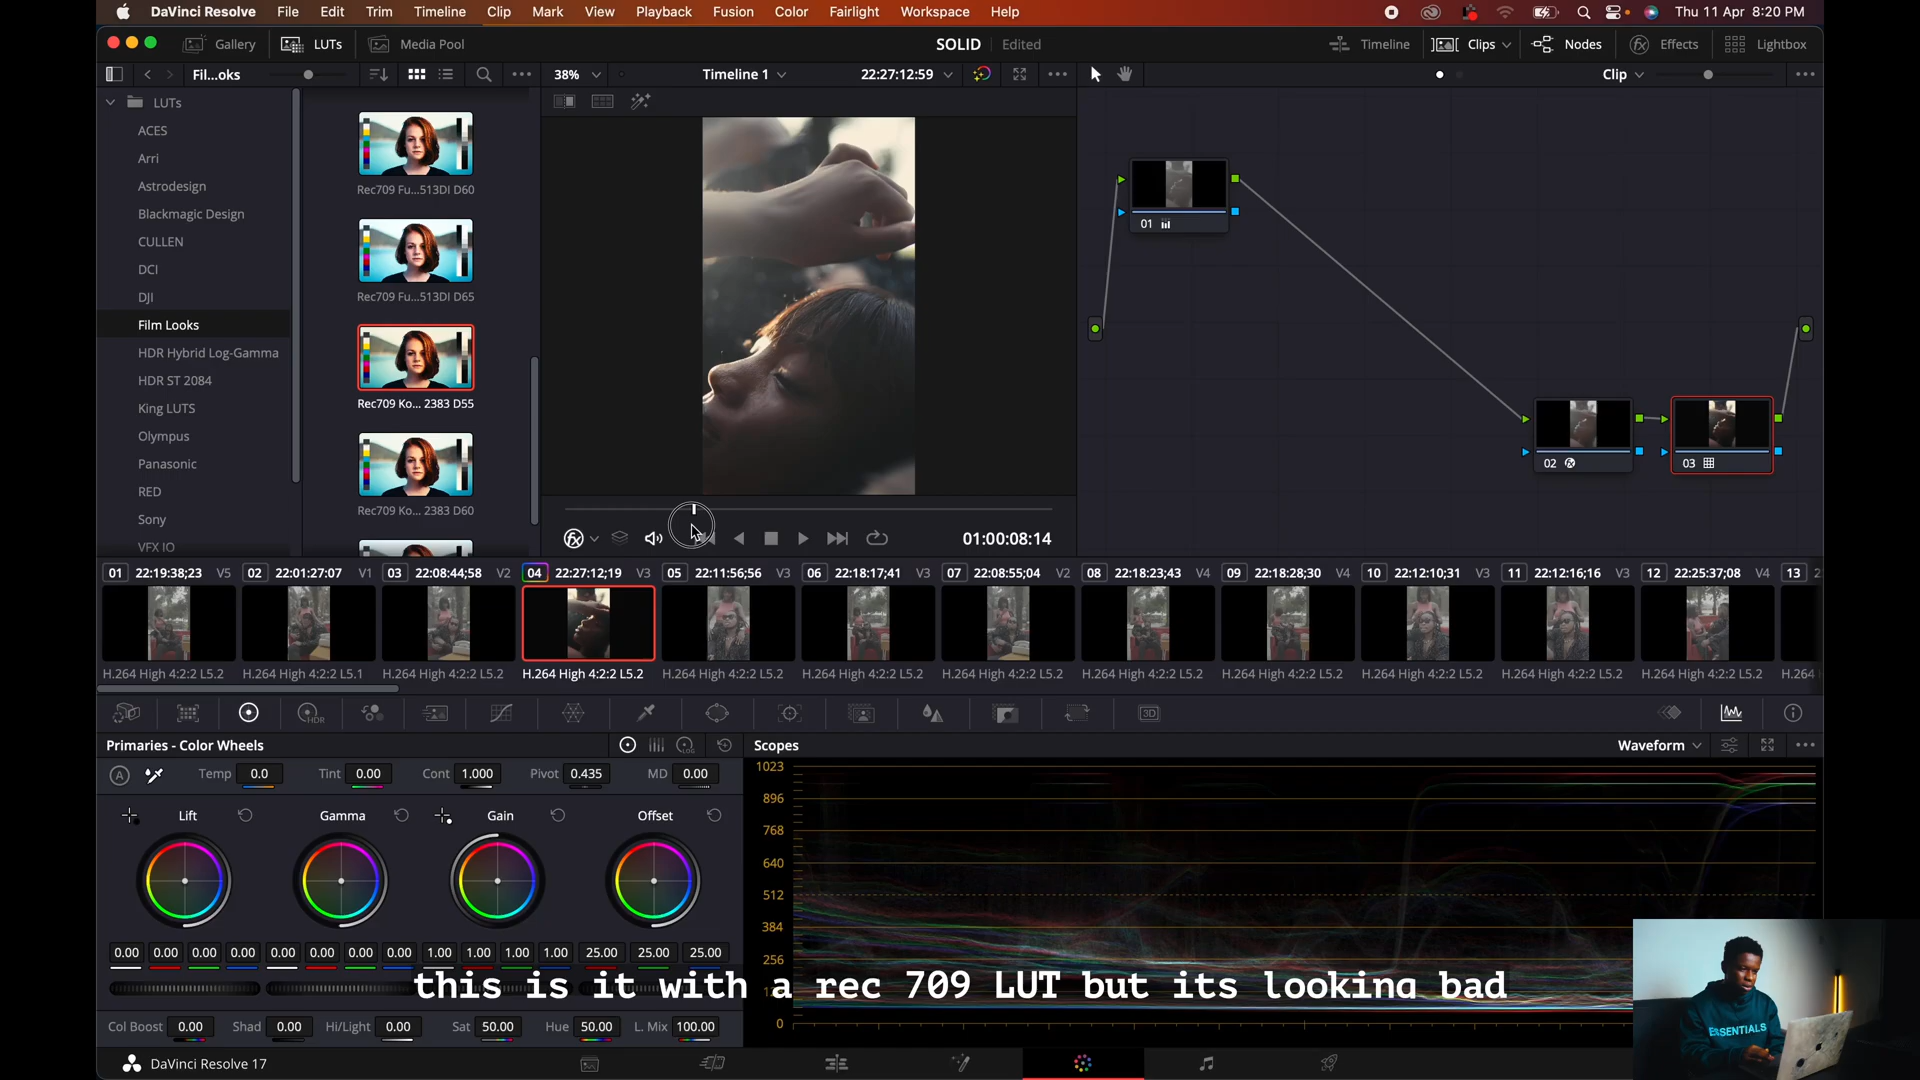 DaVinci Resolve File Edit Trim Timeline Clip Mark View Playback Fusion Color Fairlight Workspace Help Thu 11 Apr 8:20 PM
Gallery LUTs Media Pool SOLID Edited Timeline Clips Nodes Effects Lightbox
Fil...oks 38% Timeline 1 22:27:12:59 Clip
LUTs
ACES
Arri
Astrodesign
Blackmagic Design
CULLEN
DCI
DJI
Film Looks
HDR Hybrid Log-Gamma
HDR ST 2084
King LUTS
Olympus
Panasonic
RED
Sony
VFX IO
Rec709 Fu...513DI D60
Rec709 Fu...513DI D65
Rec709 Ko... 2383 D55
Rec709 Ko... 2383 D60
01
02
03
01:00:08:14
01 22:19:38;23 V5 02 22:01:27:07 V1 03 22:08:44;58 V2 04 22:27:12;19 V3 05 22:11:56;56 V3 06 22:18:17;41 V3 07 22:08:55;04 V2 08 22:18:23;43 V4 09 22:18:28;30 V4 10 22:12:10;31 V3 11 22:12:16;16 V3 12 22:25:37;08 V4 13
H.264 High 4:2:2 L5.2 H.264 High 4:2:2 L5.1 H.264 High 4:2:2 L5.2 H.264 High 4:2:2 L5.2 H.264 High 4:2:2 L5.2 H.264 High 4:2:2 L5.2 H.264 High 4:2:2 L5.2 H.264 High 4:2:2 L5.2 H.264 High 4:2:2 L5.2 H.264 High 4:2:2 L5.2 H.264 High 4:2:2 L5.2 H.264 High 4:2:2 L5.2 H.264
HDR 3D
Primaries - Color Wheels
LOG
A Temp 0.0 Tint 0.00 Cont 1.000 Pivot 0.435 MD 0.00
Lift Gamma Gain Offset
0.00 0.00 0.00 0.00 0.00 0.00 0.00 0.00 1.00 1.00 1.00 1.00 25.00 25.00 25.00
Col Boost 0.00 Shad 0.00 Hi/Light 0.00 Sat 50.00 Hue 50.00 L. Mix 100.00
Scopes Waveform
1023
896
768
640
512
384
256
0
this is it with a rec 709 LUT but its looking bad
ESSENTIALS
DaVinci Resolve 17